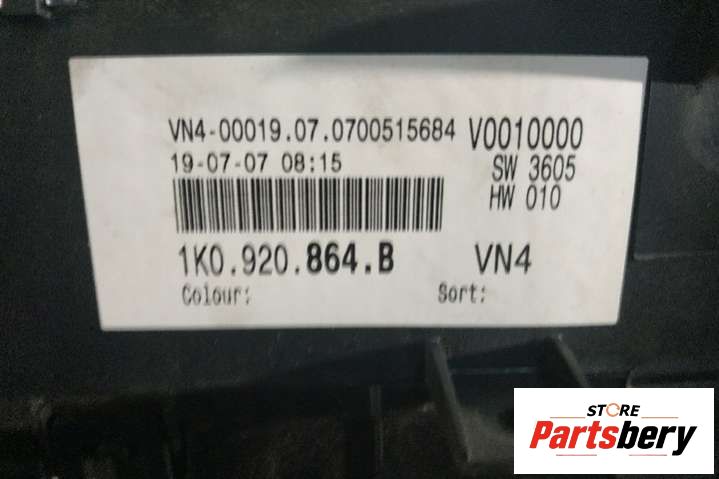 VN4-00019.07.0700515684 V0010000
19-07-07 08:15 SW 3605
HW 010
1K0.920.864.B VN4
Colour: Sort:
STORE
Partsbery